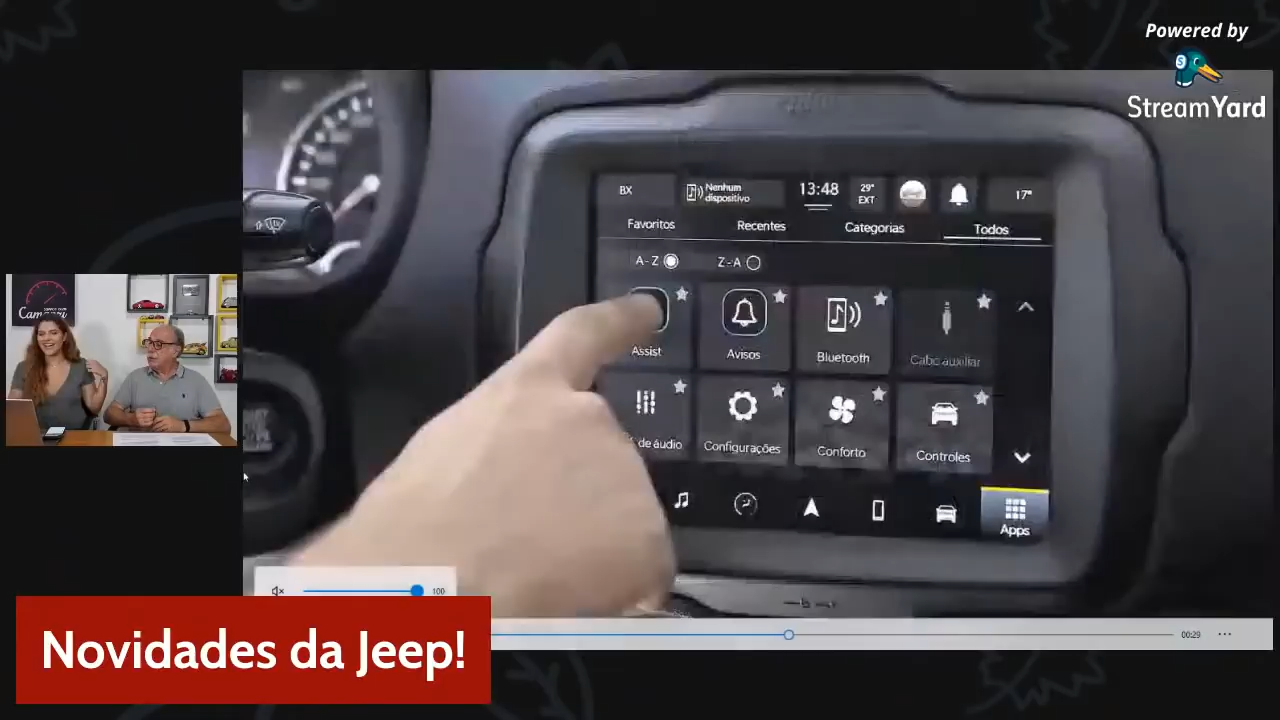 Powered by
StreamYard
BX
Nenhum
dispositivo
13:48
29°
EXT
17°
Favoritos
Recentes
Categorias
Todos
A - Z
Z - A
Assist
Avisos
Bluetooth
Cabo auxiliar
de áudio
Configurações
Conforto
Controles
Apps
100
00:29
Novidades da Jeep!